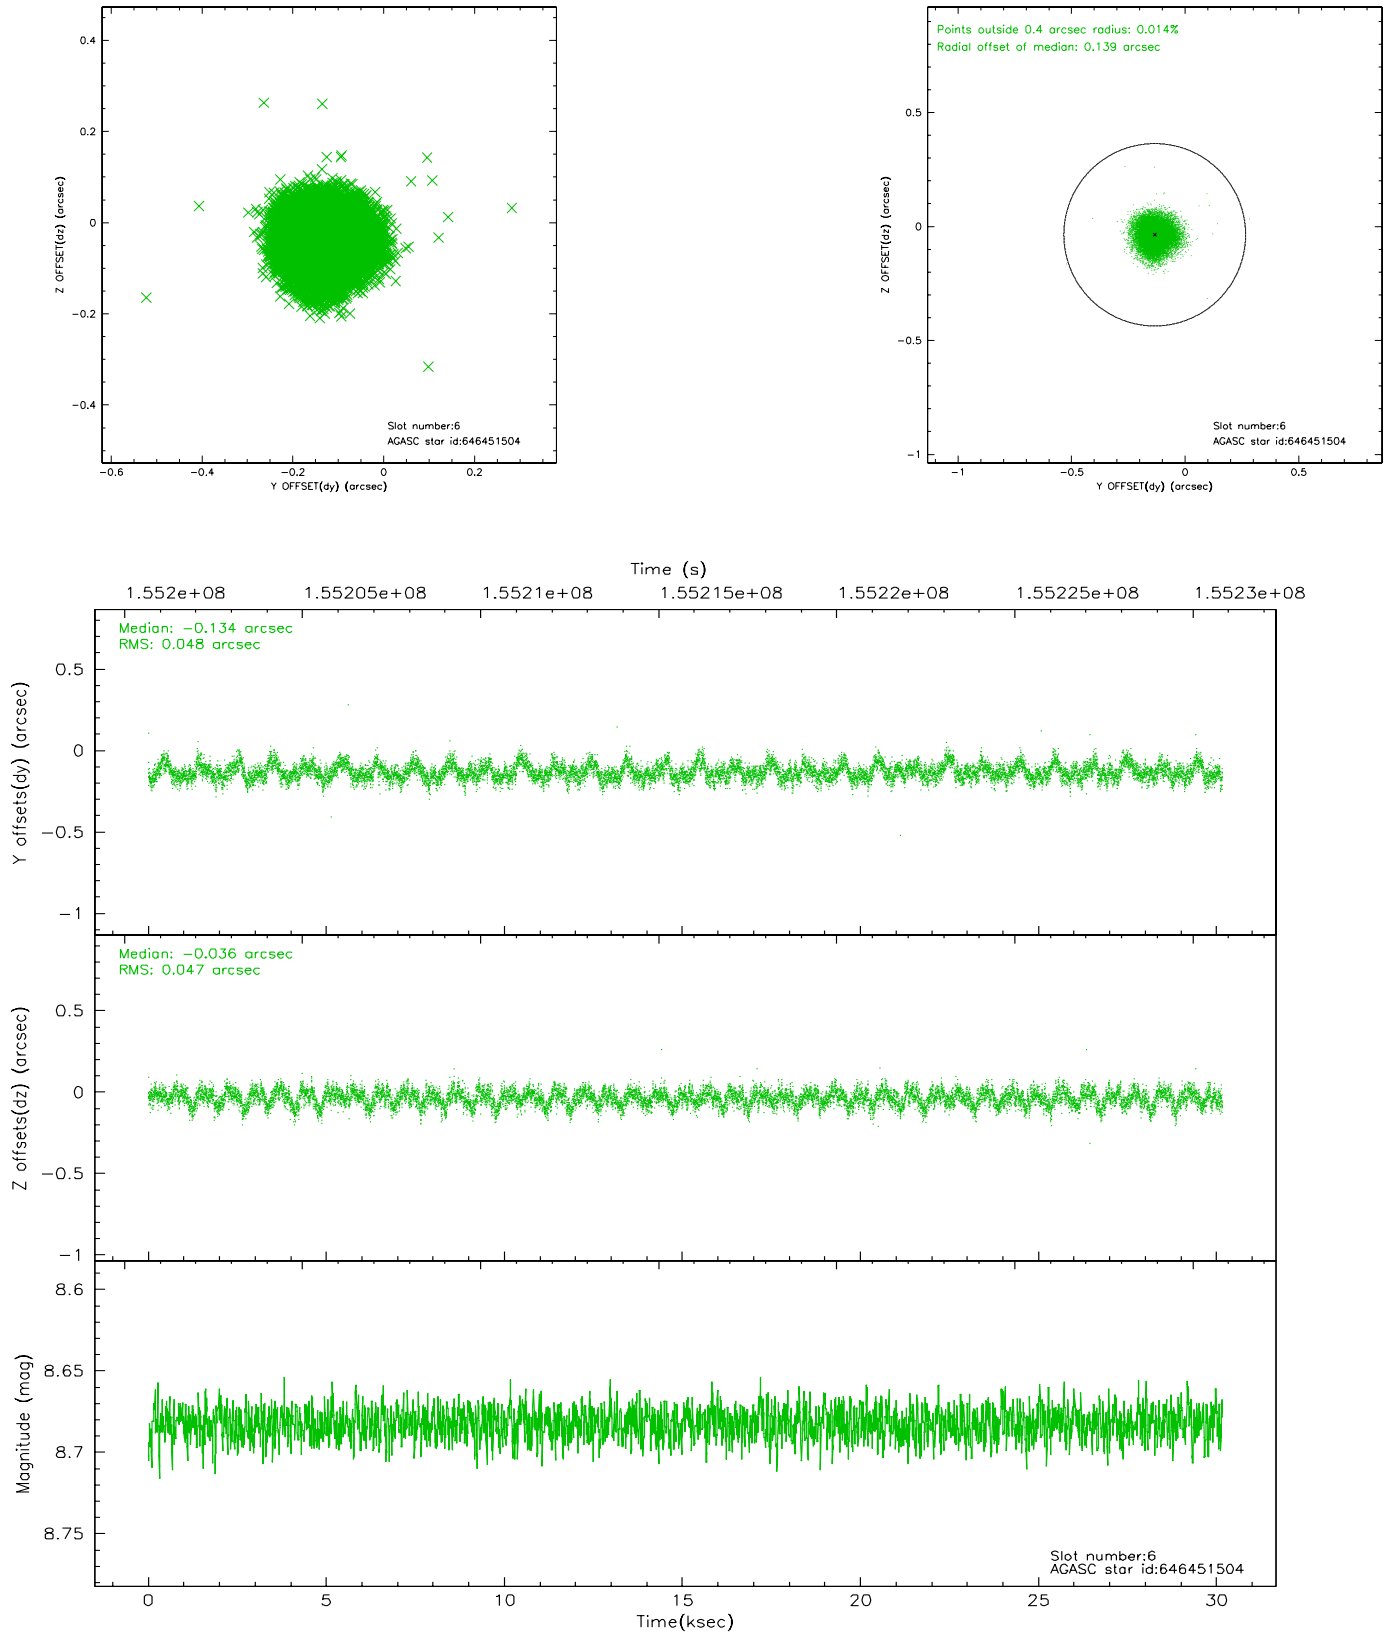 0.4
0.2
0
-0.2
-0.4
Z OFFSET(dz) (arcsec)
Slot number:6
AGASC star id:646451504
-0.6 -0.4 -0.2 0 0.2
Y OFFSET(dy) (arcsec)
Points outside 0.4 arcsec radius: 0.014%
Radial offset of median: 0.139 arcsec
0.5
0
-0.5
-1
Z OFFSET(dz) (arcsec)
Slot number:6
AGASC star id:646451504
-1 -0.5 0 0.5
Y OFFSET(dy) (arcsec)
Time (s)
1.552e+08 1.55205e+08 1.5521e+08 1.55215e+08 1.5522e+08 1.55225e+08 1.5523e+08
Median: -0.134 arcsec
RMS: 0.048 arcsec
0.5
0
-0.5
-1
Y offsets(dy) (arcsec)
Median: -0.036 arcsec
RMS: 0.047 arcsec
0.5
0
-0.5
-1
Z offsets(dz) (arcsec)
8.6
8.65
8.7
8.75
Magnitude (mag)
Slot number:6
AGASC star id:646451504
0 5 10 15 20 25 30
Time(ksec)